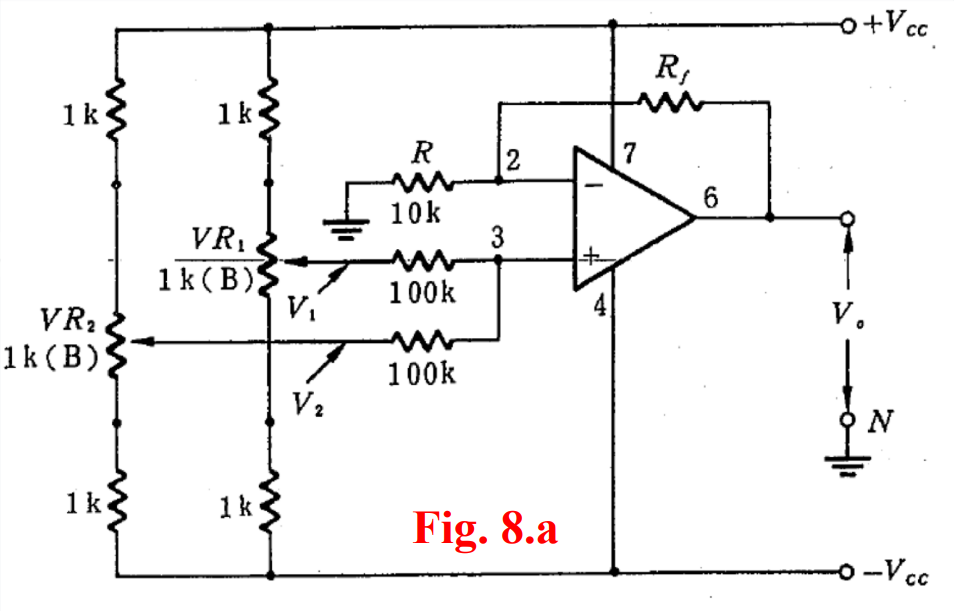 +Vcc
Rf
1k
1k
R
2
7
−
6
10k
VR1
3
+
1k(B)
V1
100k
4
VR2
Vo
1k(B)
100k
V2
N
1k
1k
Fig. 8.a
−Vcc